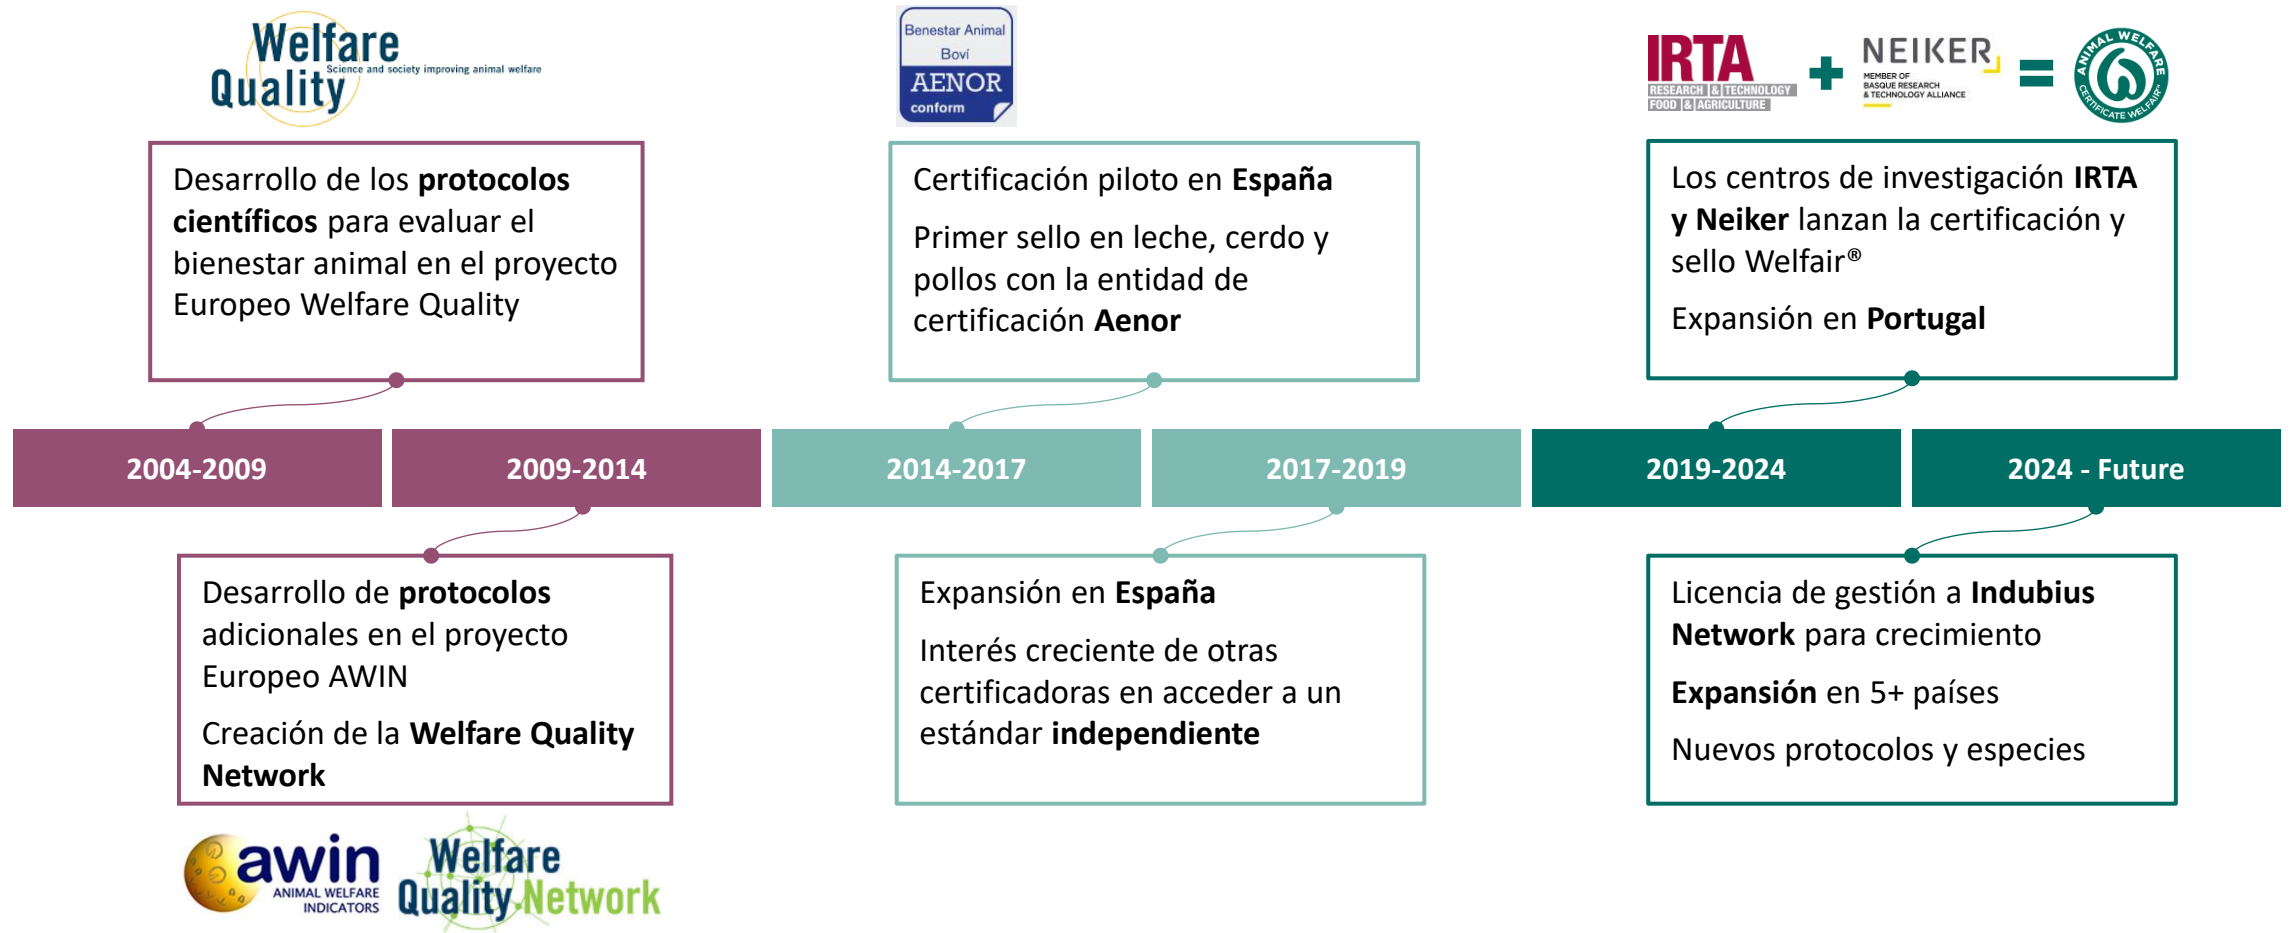 Welfare
Science and society improving animal welfare
Quality
Desarrollo de los protocolos
científicos para evaluar el
bienestar animal en el proyecto
Europeo Welfare Quality
Benestar Animal
Boví
AENOR
conform
Certificación piloto en España
Primer sello en leche, cerdo y
pollos con la entidad de
certificación Aenor
IRTA
RESEARCH & TECHNOLOGY
FOOD & AGRICULTURE
+
NEIKER
MEMBER OF
BASQUE RESEARCH
& TECHNOLOGY ALLIANCE
=
ANIMAL WELFARE
CERTIFICATE WELFAIR™
Los centros de investigación IRTA
y Neiker lanzan la certificación y
sello Welfair®
Expansión en Portugal
2004-2009
2009-2014
2014-2017
2017-2019
2019-2024
2024 - Future
Desarrollo de protocolos
adicionales en el proyecto
Europeo AWIN
Creación de la Welfare Quality
Network
awin
ANIMAL WELFARE
INDICATORS
Welfare
Quality Network
Expansión en España
Interés creciente de otras
certificadoras en acceder a un
estándar independiente
Licencia de gestión a Indubius
Network para crecimiento
Expansión en 5+ países
Nuevos protocolos y especies